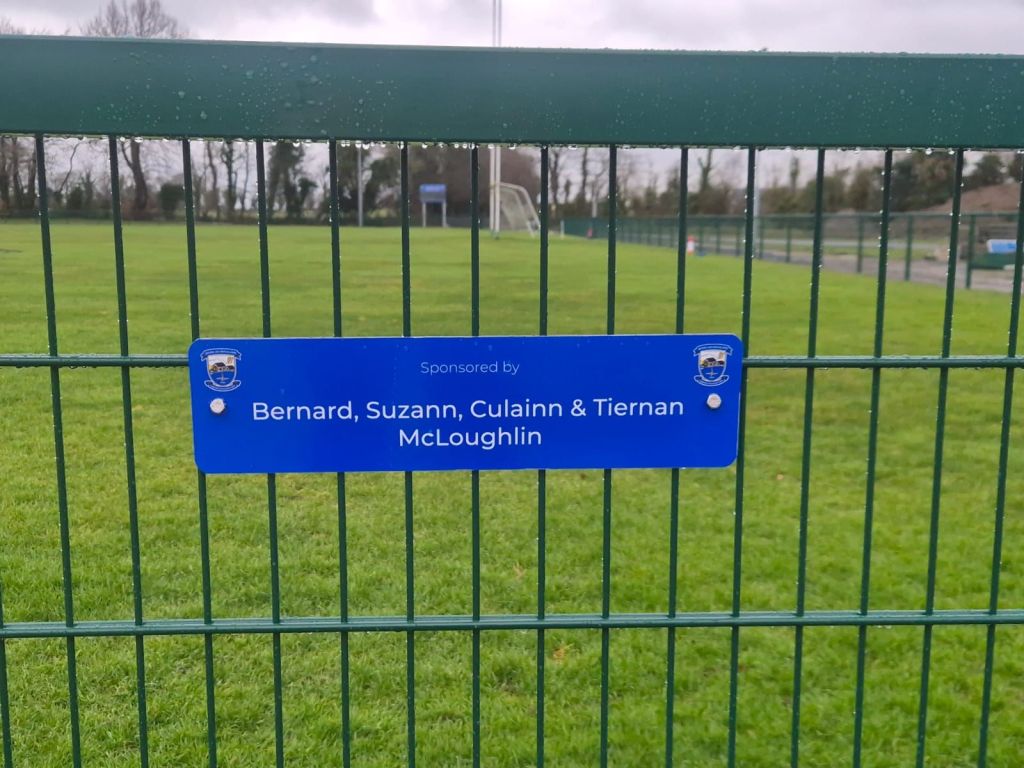 Sponsored by
Bernard, Suzann, Culainn & Tiernan
McLoughlin